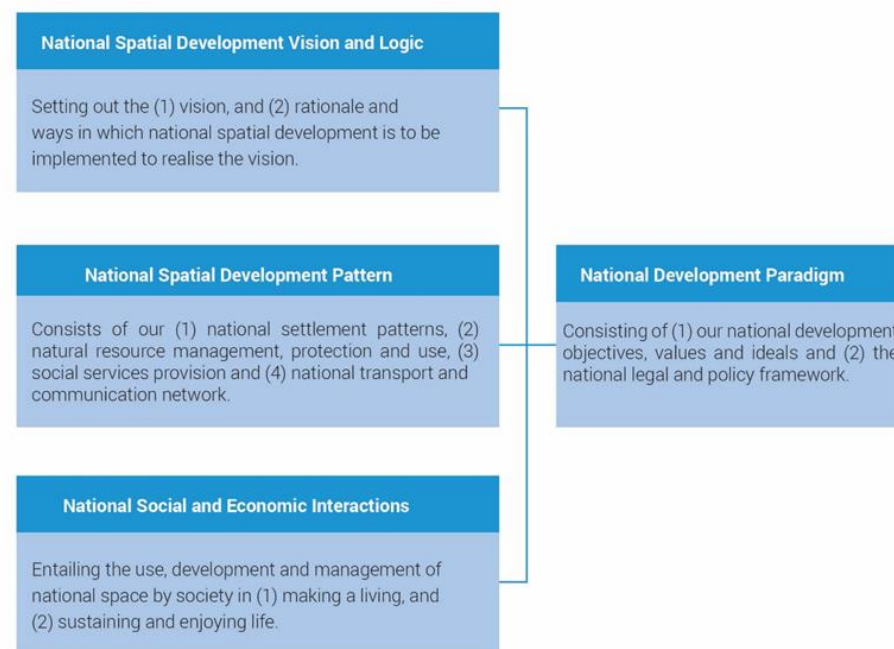 National Spatial Development Vision and Logic
Setting out the (1) vision, and (2) rationale and
ways in which national spatial development is to be
implemented to realise the vision.
National Spatial Development Pattern
Consists of our (1) national settlement patterns, (2)
natural resource management, protection and use, (3)
social services provision and (4) national transport and
communication network.
National Development Paradigm
Consisting of (1) our national development
objectives, values and ideals and (2) the
national legal and policy framework.
National Social and Economic Interactions
Entailing the use, development and management of
national space by society in (1) making a living, and
(2) sustaining and enjoying life.